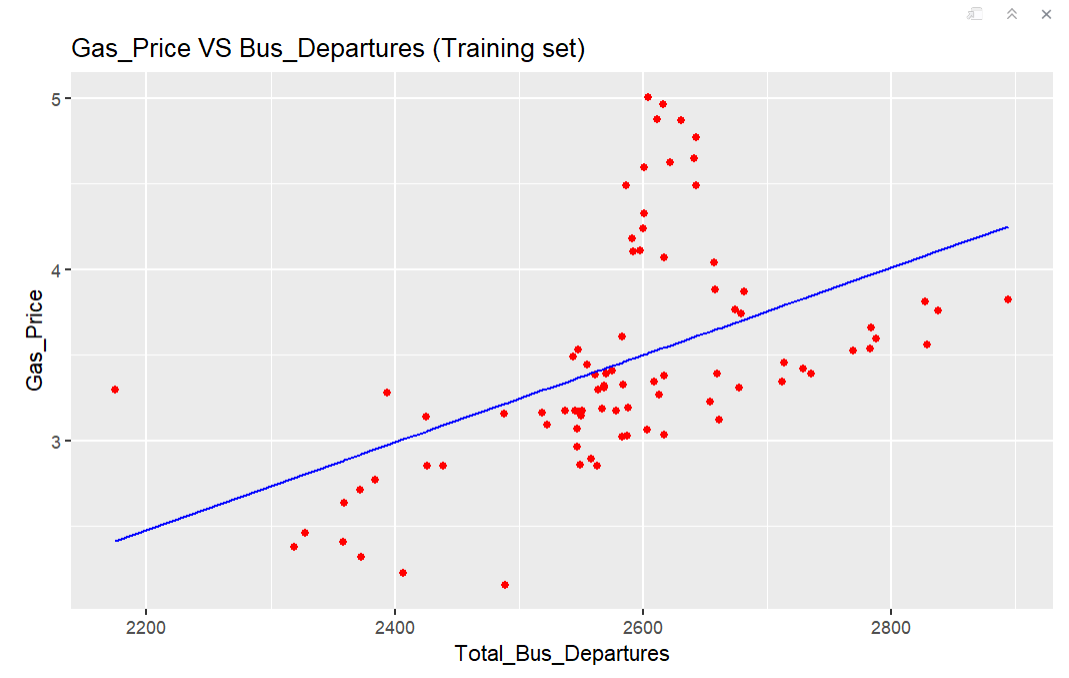 Gas_Price VS Bus_Departures (Training set)
5
4
3
Gas_Price
2200 2400 2600 2800
Total_Bus_Departures